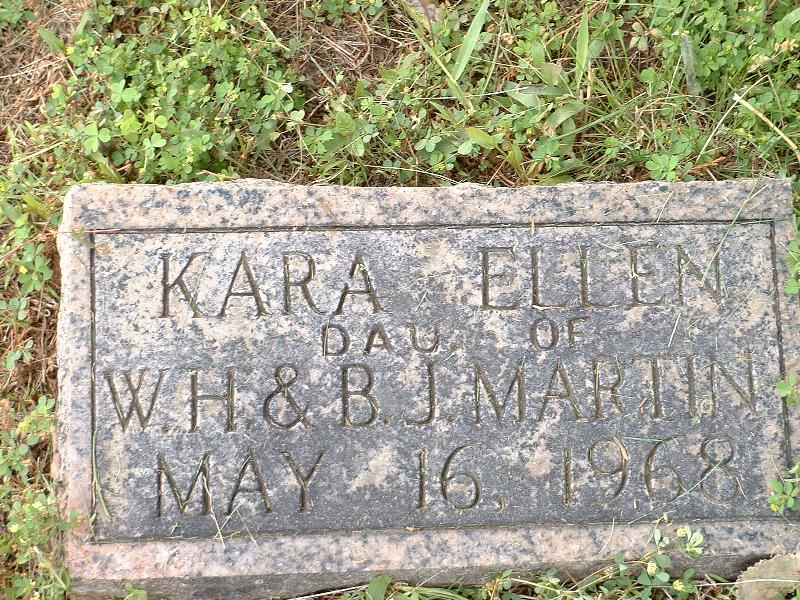 KARA ELLEN
DAU. OF
W. H. & B. J. MARTIN
MAY 16, 1968